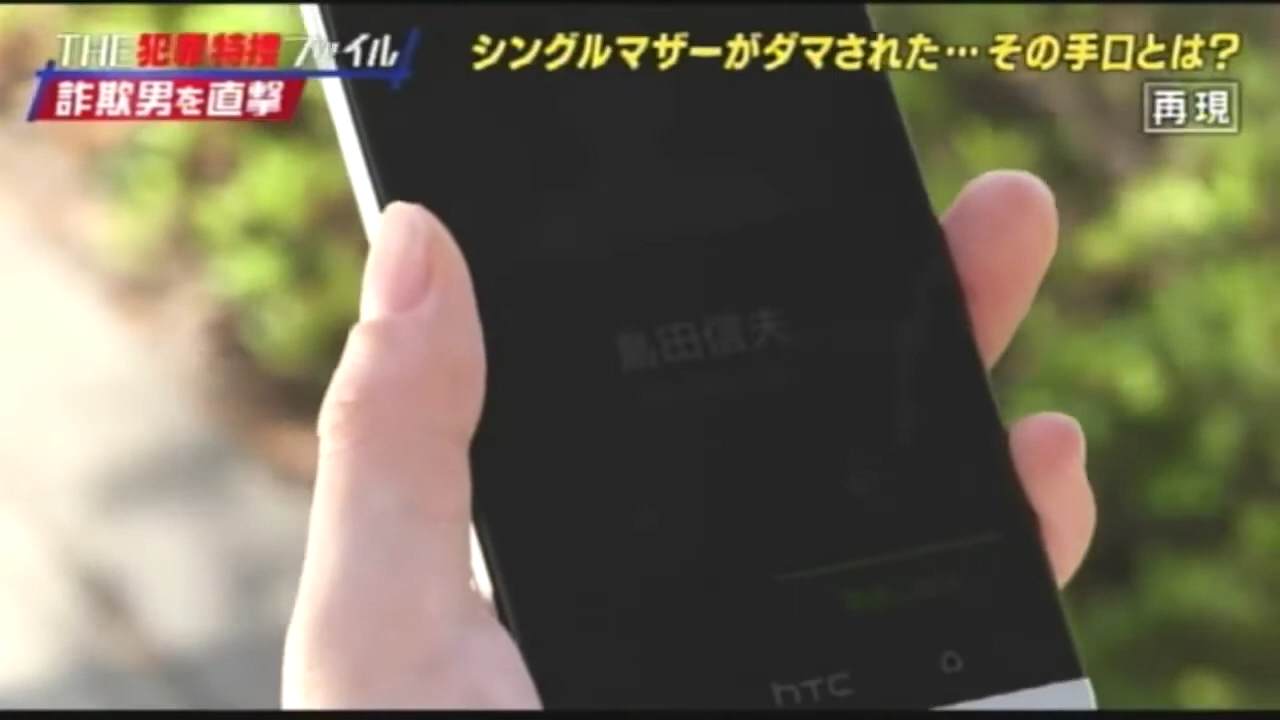 THE 犯罪特捜 ファイル
詐欺男を直撃
シングルマザーがダマされた… その手口とは?
再現
島田信夫
hTC